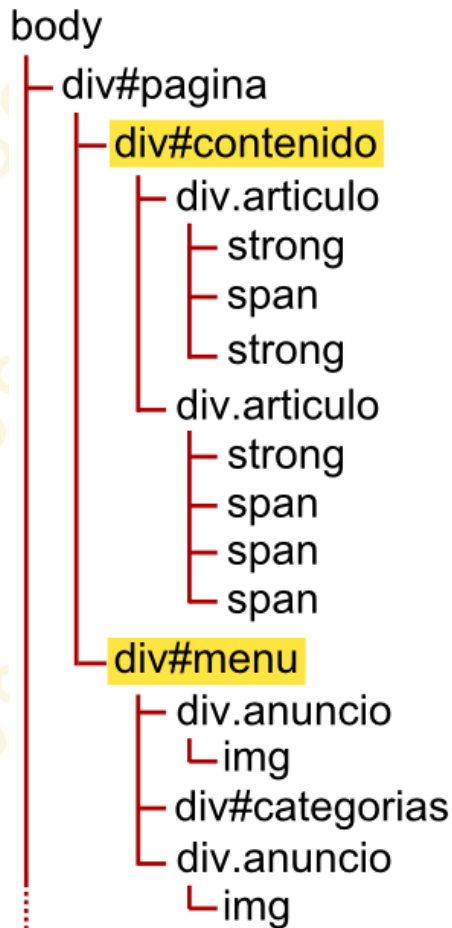 body
div#pagina
div#contenido
div.articulo
strong
span
strong
div.articulo
strong
span
span
span
div#menu
div.anuncio
img
div#categorias
div.anuncio
img